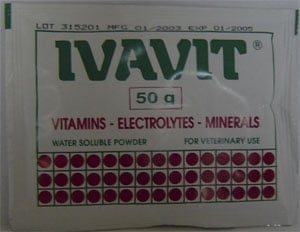 LOT 315201 MFG 01/2003 EXP 01/2005
IVAVIT ®
50 g
VITAMINS - ELECTROLYTES - MINERALS
WATER SOLUBLE POWDER FOR VETERINARY USE